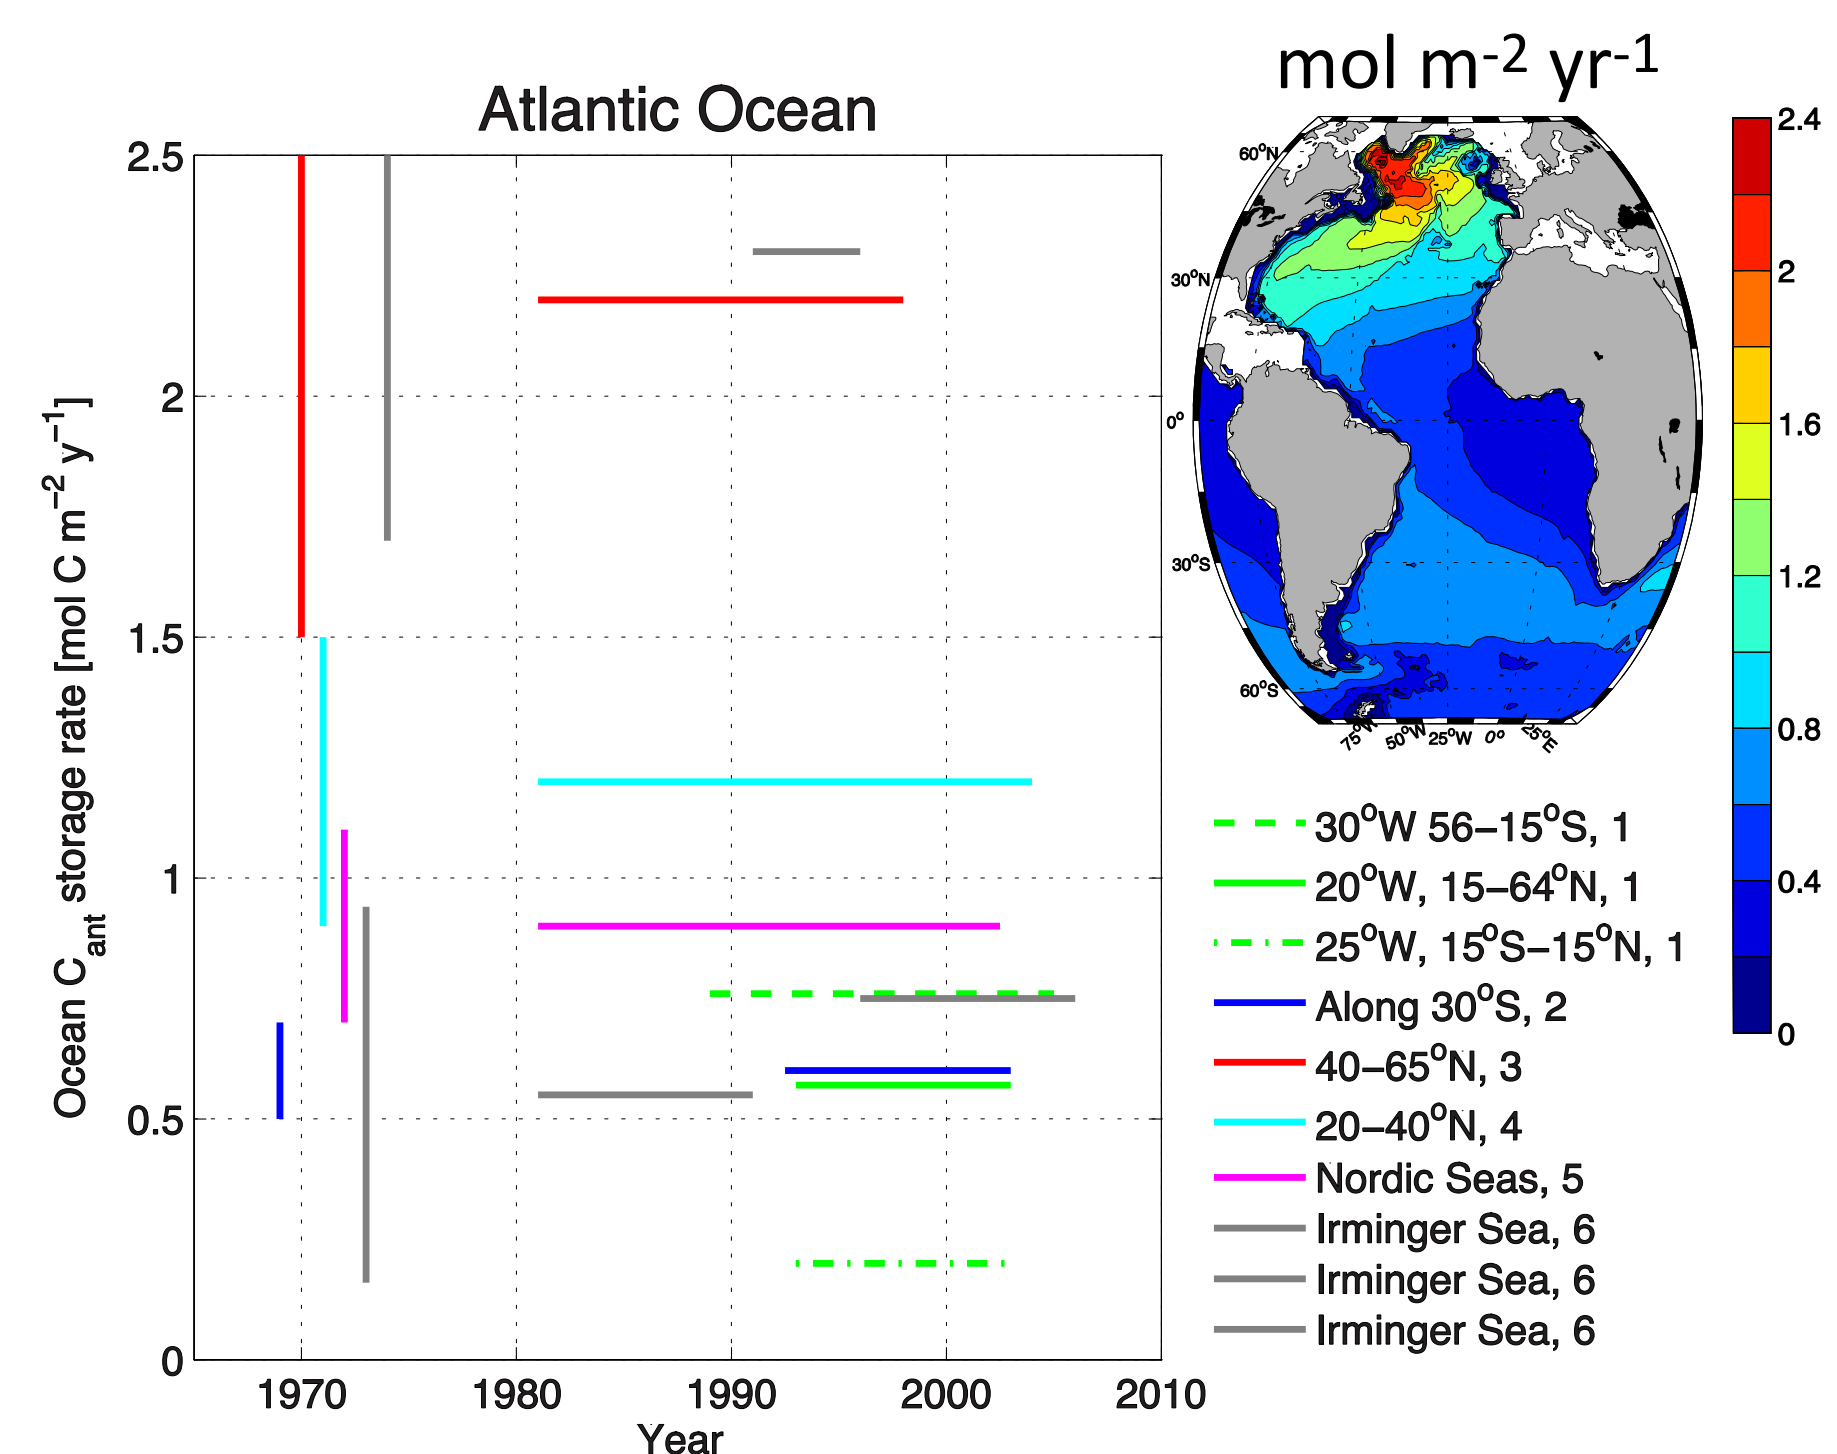 mol m-2 yr-1
Atlantic Ocean
2.5
2
1.5
1
0.5
0
1970
1980
1990
2000
2010
Year
Ocean Cant storage rate [mol C m−2 y−1]
60oN
30oN
0o
30oS
60oS
75oW
50oW
25oW
0o
25oE
2.4
2
1.6
1.2
0.8
0.4
0
30oW 56−15oS, 1
20oW, 15−64oN, 1
25oW, 15oS−15oN, 1
Along 30oS, 2
40−65oN, 3
20−40oN, 4
Nordic Seas, 5
Irminger Sea, 6
Irminger Sea, 6
Irminger Sea, 6